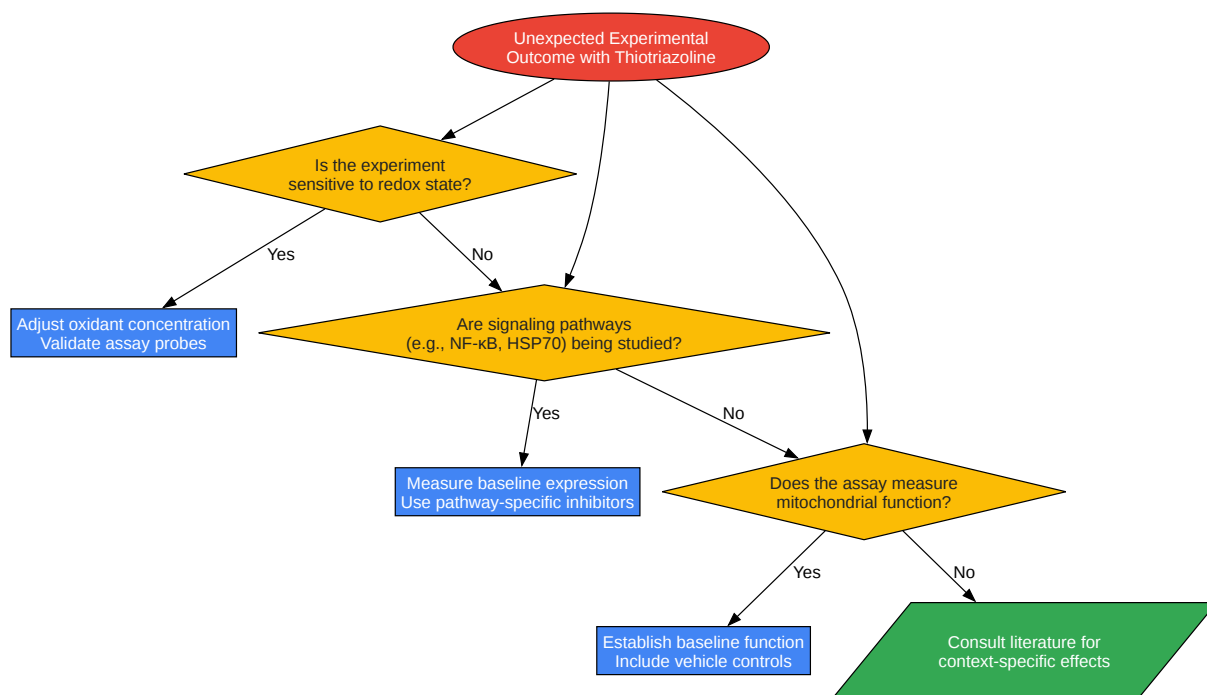 Unexpected Experimental
Outcome with Thiotriazoline
Is the experiment
sensitive to redox state?
Yes
No
Adjust oxidant concentration
Validate assay probes
Are signaling pathways
(e.g., NF-κB, HSP70) being studied?
Yes
No
Measure baseline expression
Use pathway-specific inhibitors
Does the assay measure
mitochondrial function?
Yes
No
Establish baseline function
Include vehicle controls
Consult literature for
context-specific effects